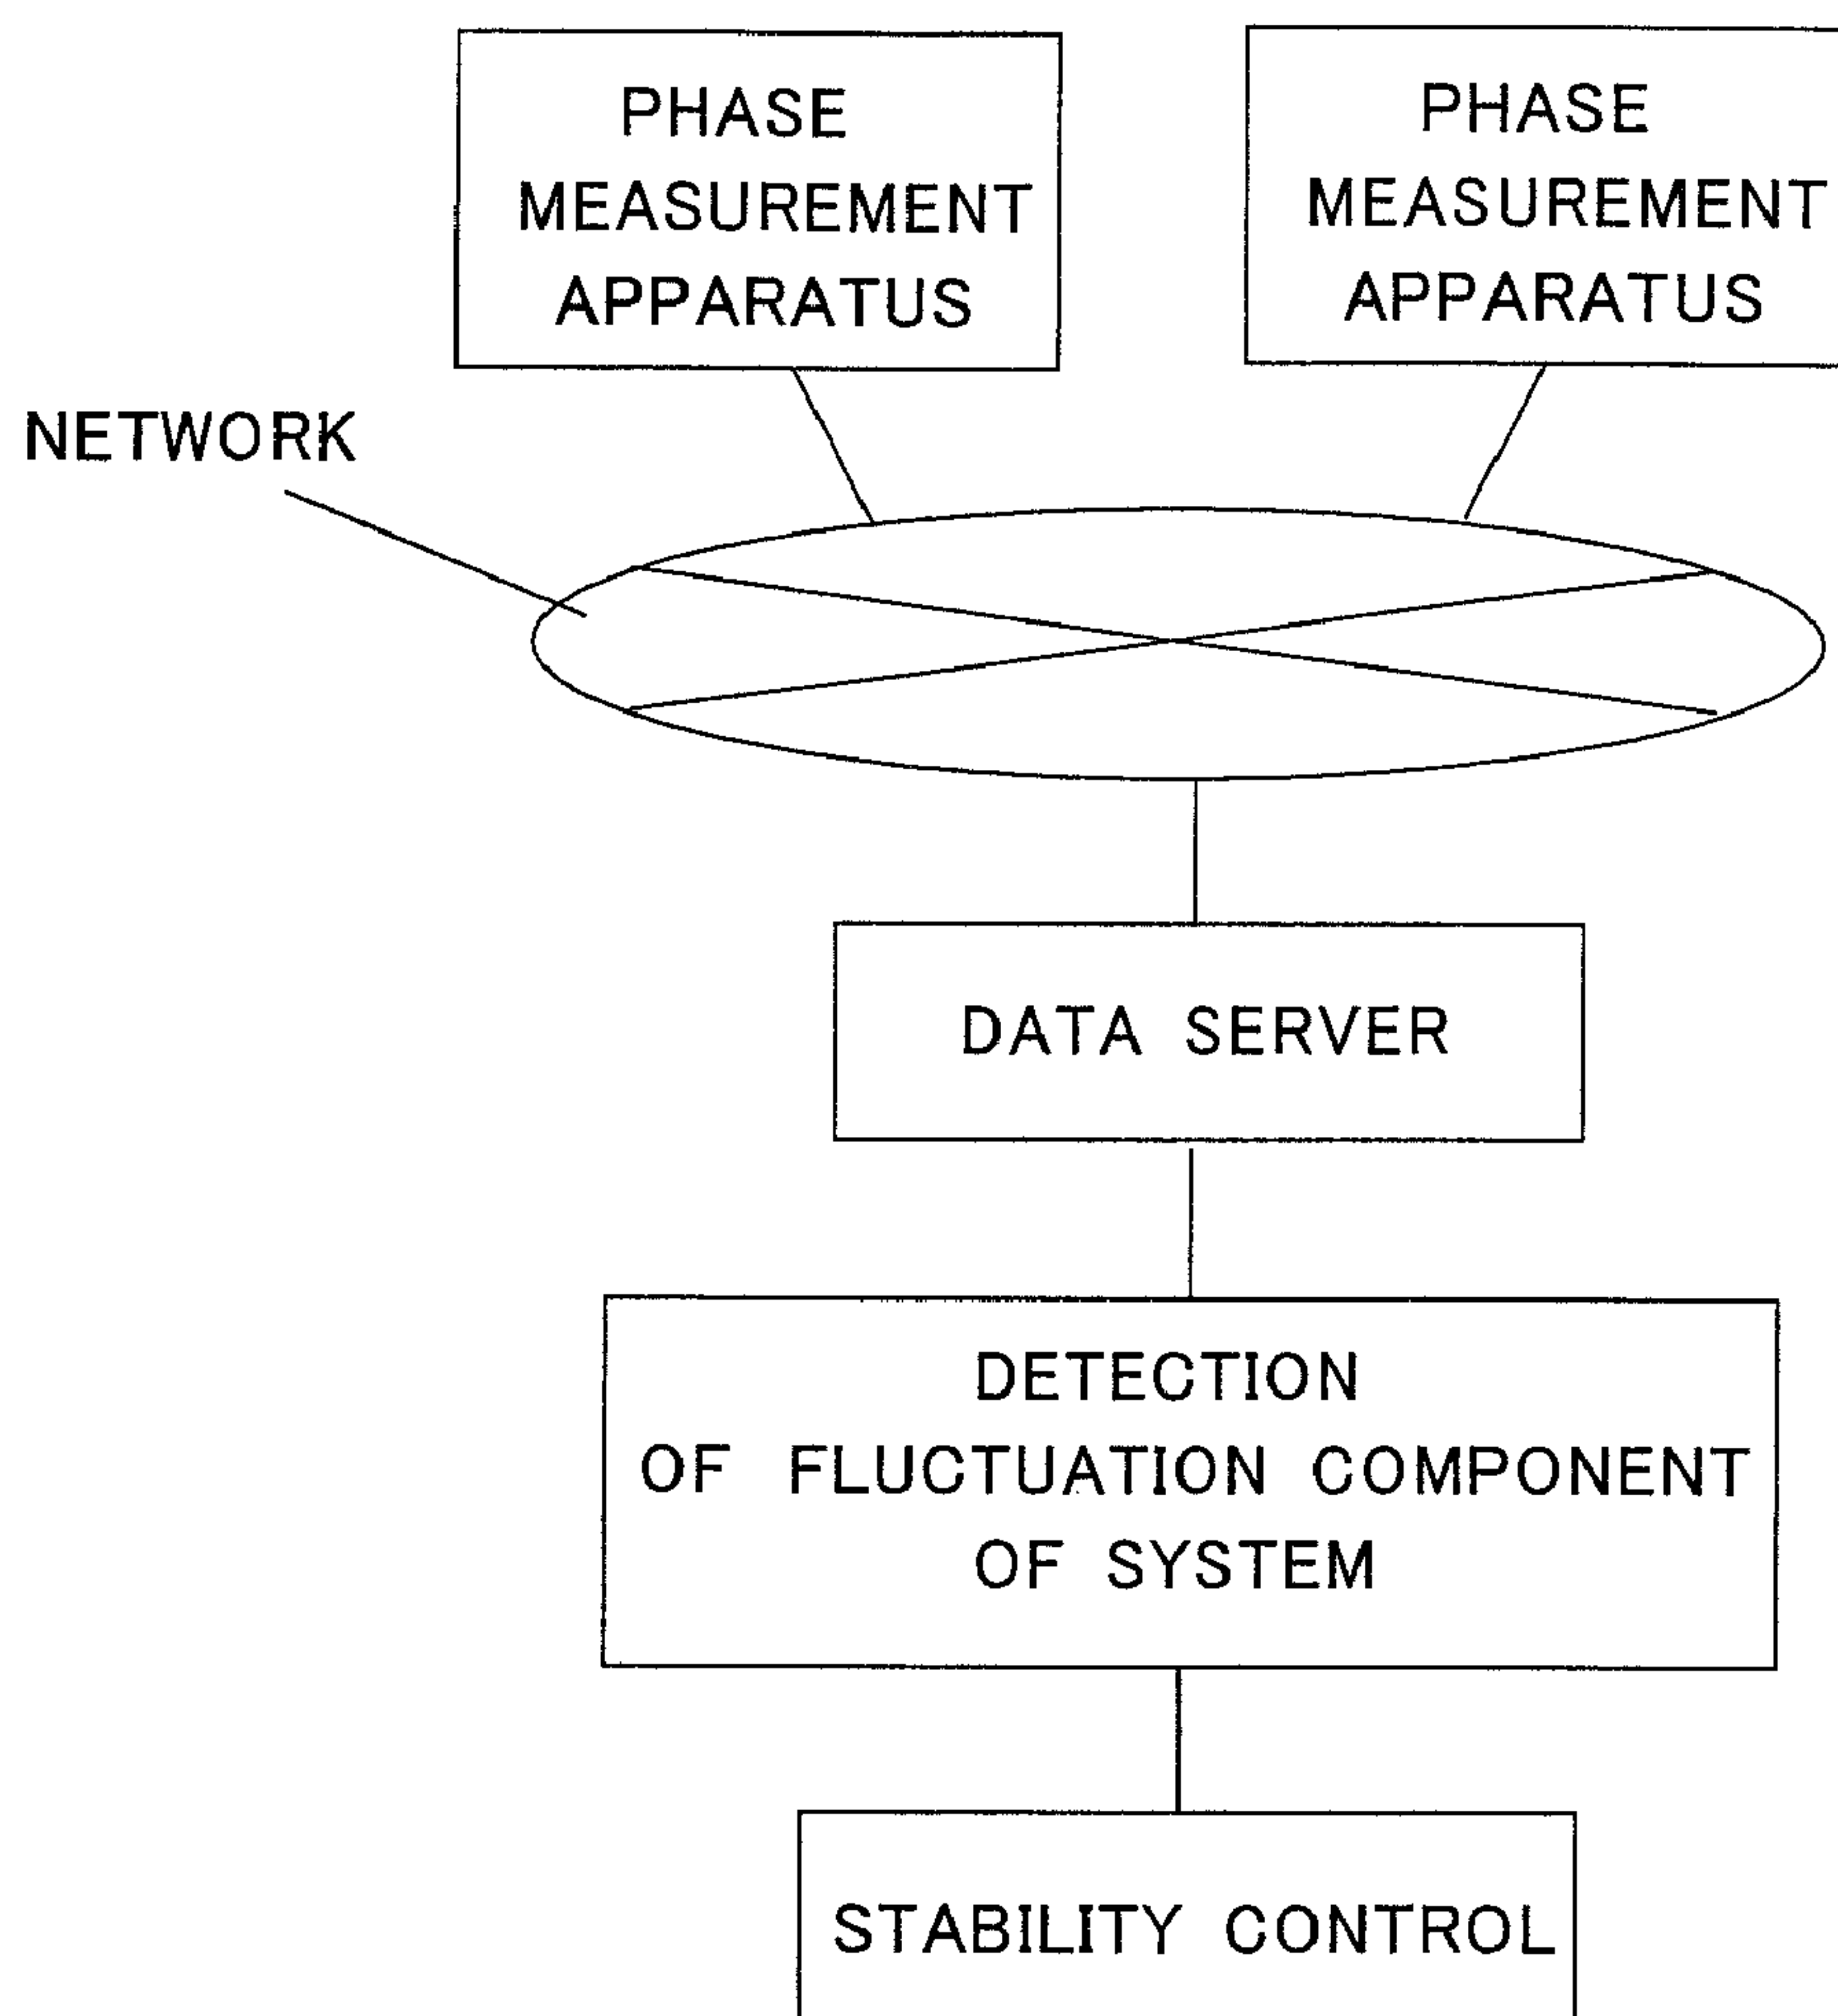 PHASE
MEASUREMENT
APPARATUS
PHASE
MEASUREMENT
APPARATUS
NETWORK
DATA SERVER
DETECTION
OF FLUCTUATION COMPONENT
OF SYSTEM
STABILITY CONTROL